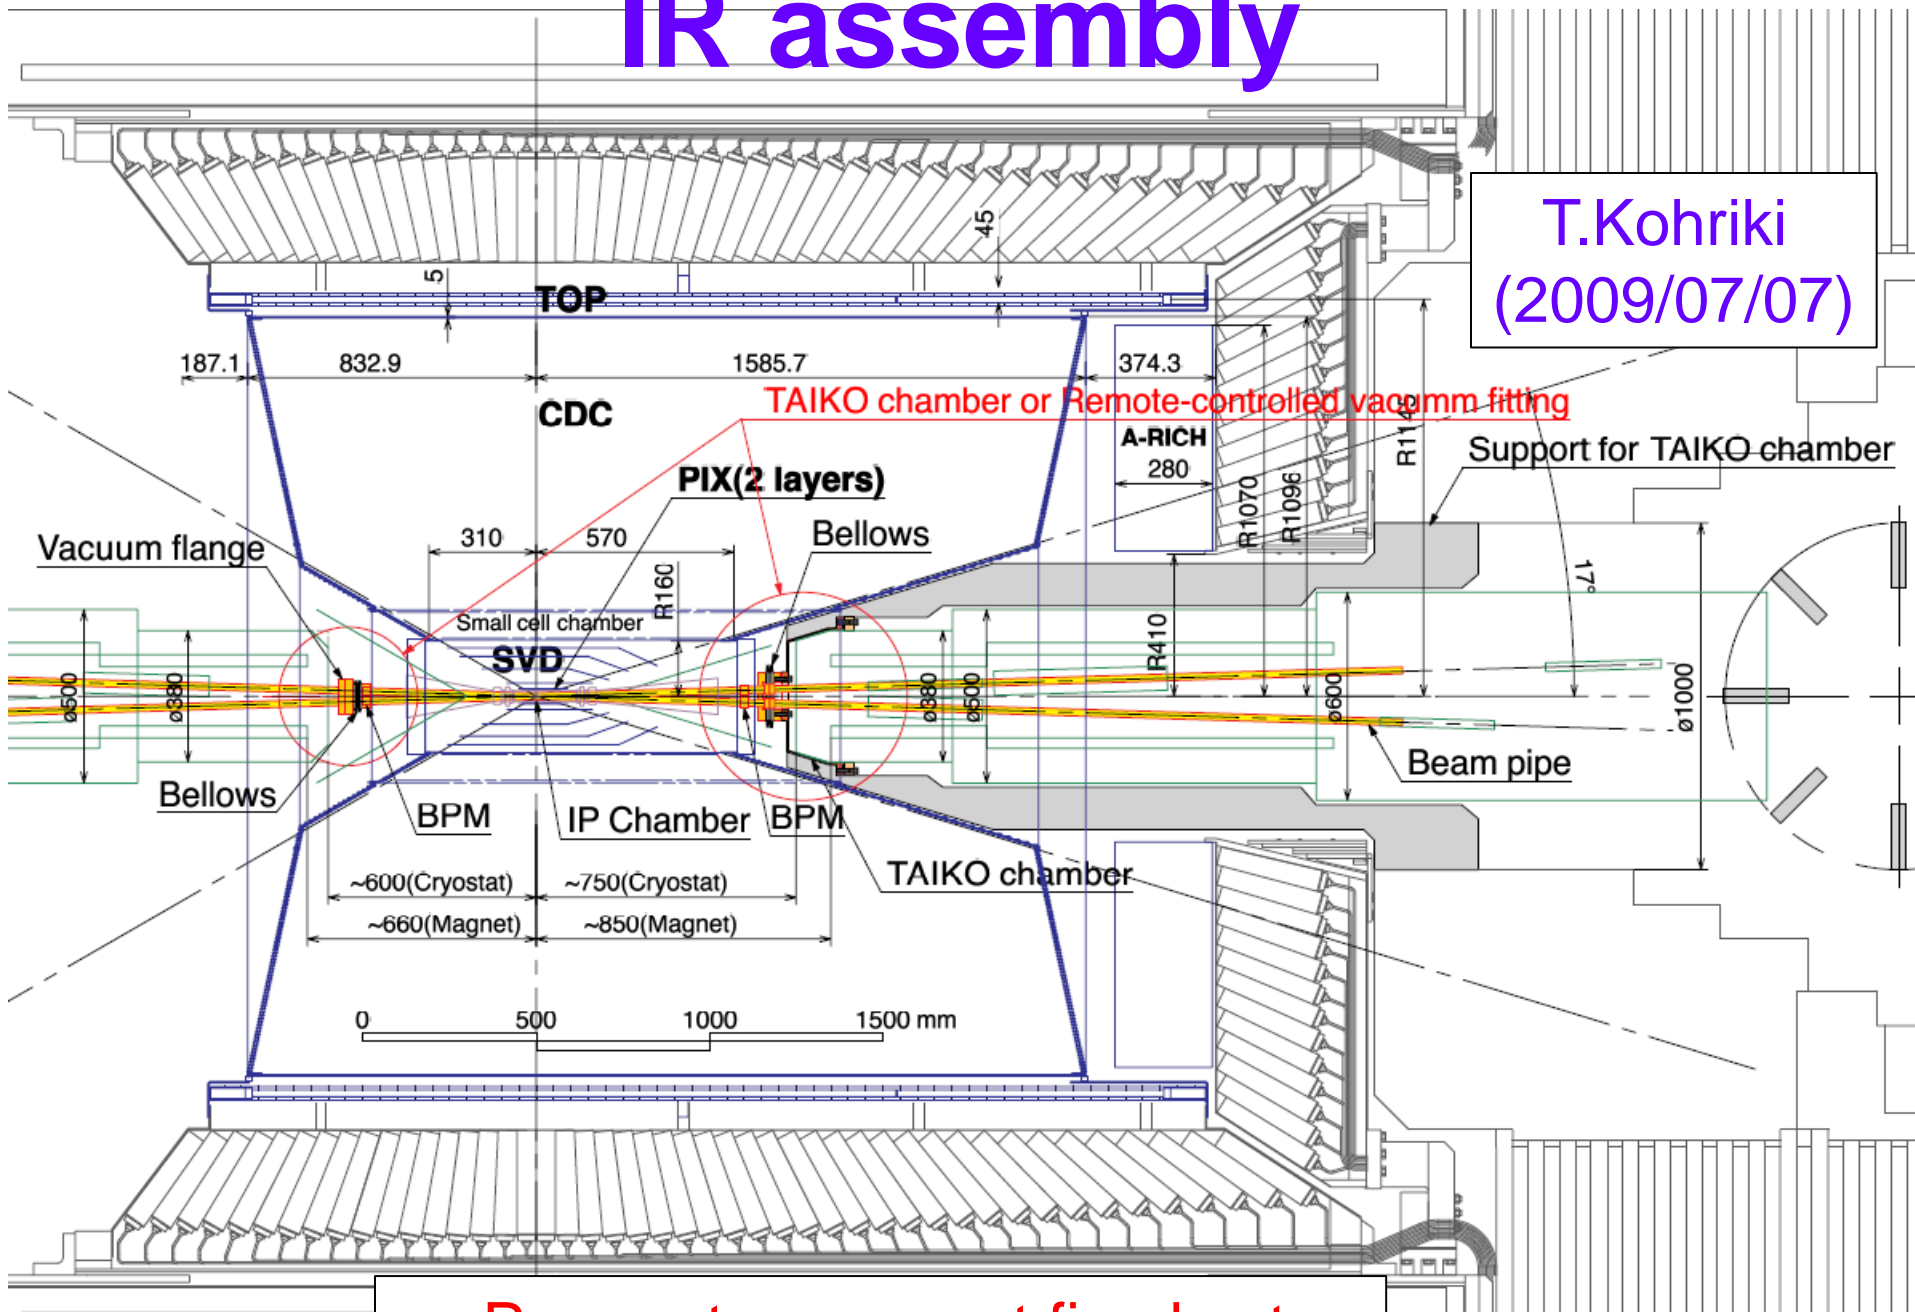 IR assembly
T.Kohriki
(2009/07/07)
45
5
TOP
187.1
832.9
1585.7
374.3
TAIKO chamber or Remote-controlled vacumm fitting
CDC
A-RICH
280
R1145
Support for TAIKO chamber
PIX(2 layers)
R1070
R1096
Vacuum flange
310
570
Bellows
R160
17°
Small cell chamber
SVD
R410
ø500
ø380
ø380
ø500
ø600
ø1000
Beam pipe
Bellows
BPM
IP Chamber
BPM
TAIKO chamber
~600(Cryostat)
~750(Cryostat)
~660(Magnet)
~850(Magnet)
0
500
1000
1500 mm